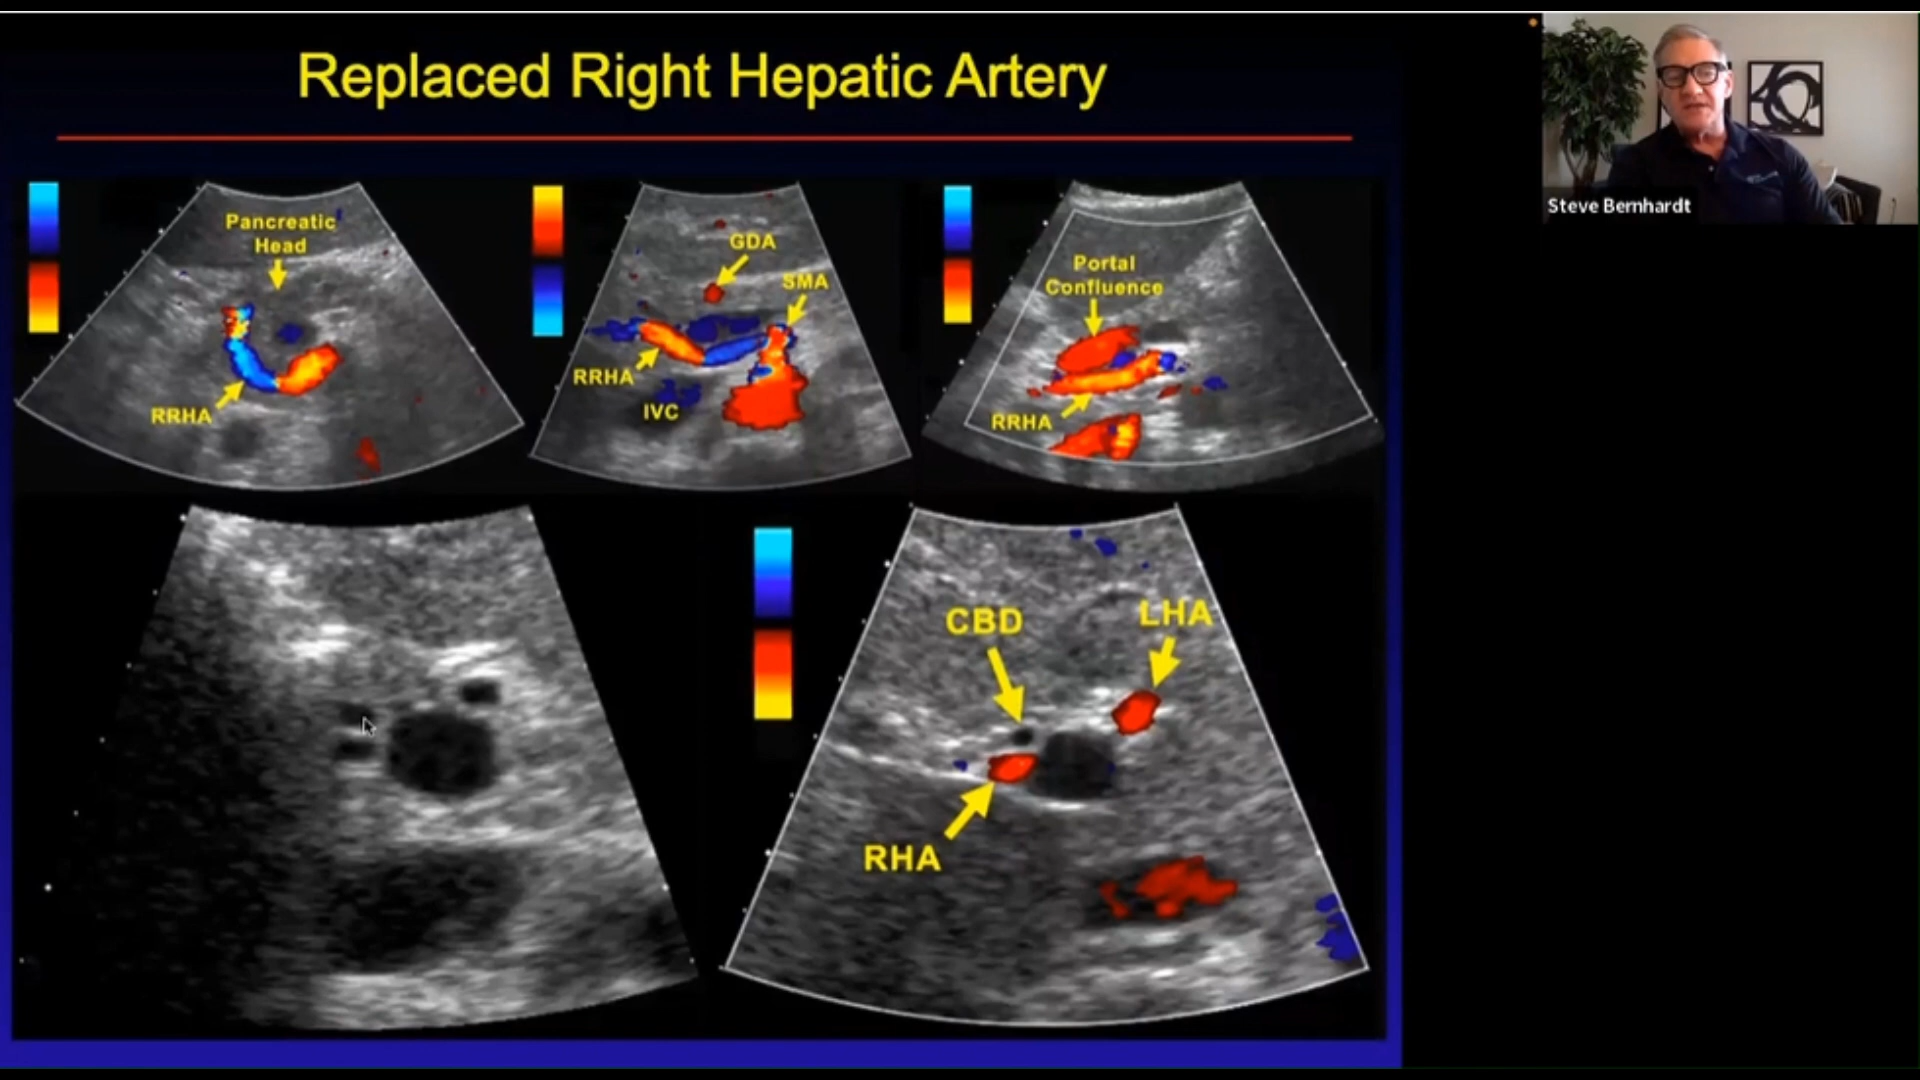 Replaced Right Hepatic Artery
Steve Bernhardt
Pancreatic
Head
RRHA
GDA
SMA
RRHA
IVC
Portal
Confluence
RRHA
CBD
LHA
RHA